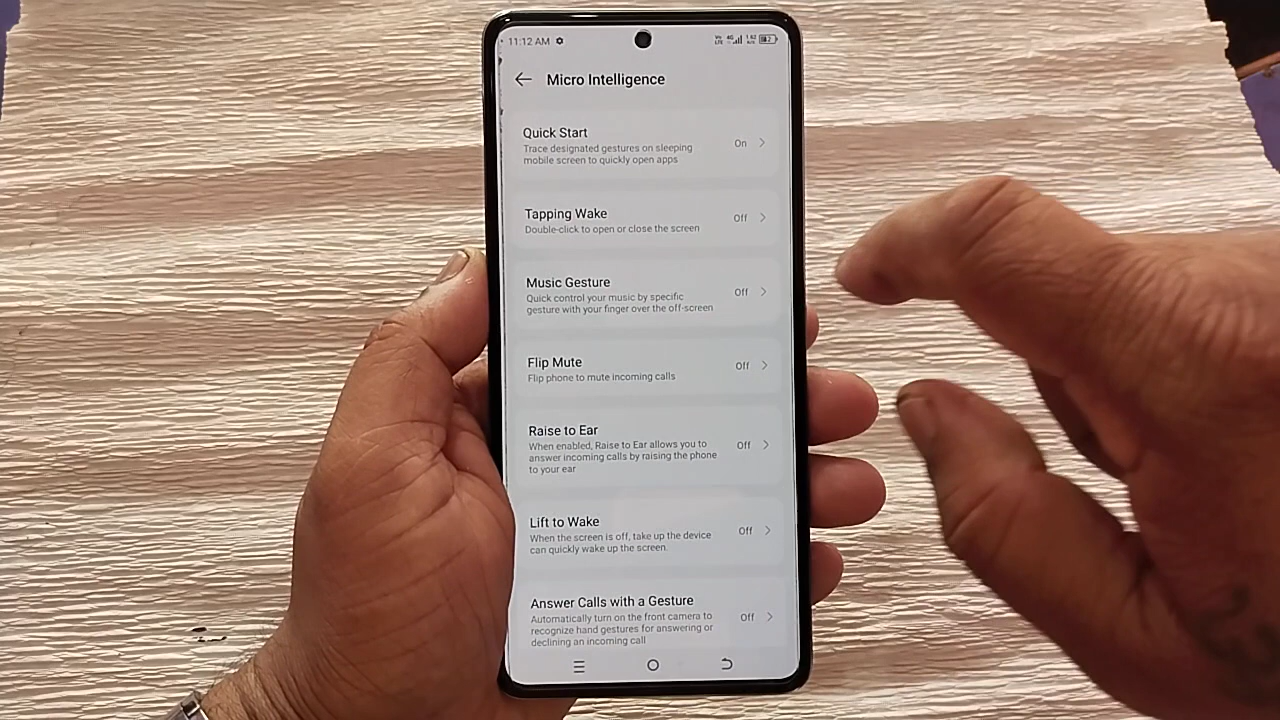 11:12 AM
Micro Intelligence
Quick Start
Trace designated gestures on sleeping
mobile screen to quickly open apps
On
Tapping Wake
Double-click to open or close the screen
Off
Music Gesture
Quick control your music by specific
gesture with your finger over the off-screen
Off
Flip Mute
Flip phone to mute incoming calls
Off
Raise to Ear
When enabled, Raise to Ear allows you to
answer incoming calls by raising the phone
to your ear
Off
Lift to Wake
When the screen is off, take up the device
can quickly wake up the screen.
Off
Answer Calls with a Gesture
Automatically turn on the front camera to
recognize hand gestures for answering or
declining an incoming call
Off